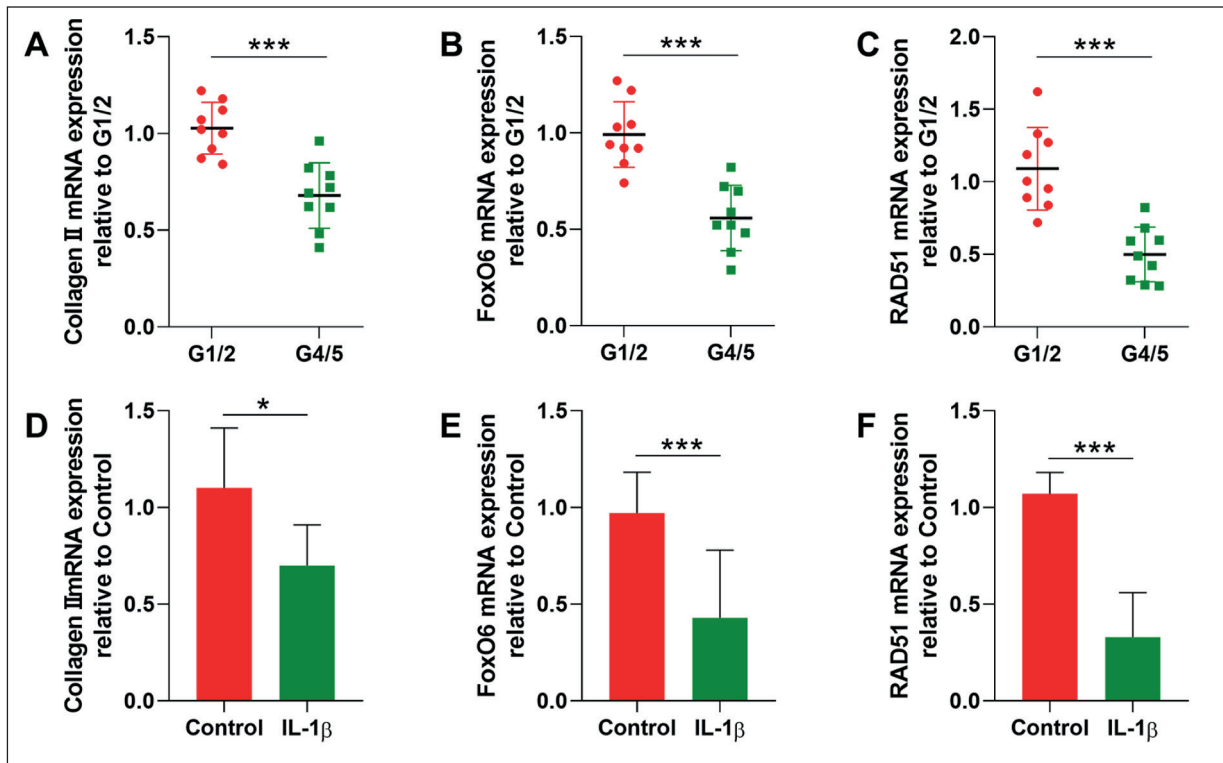 A
Collagen II mRNA expression
relative to G1/2
1.5
1.0
0.5
0.0
***
G1/2 G4/5
B
FoxO6 mRNA expression
relative to G1/2
1.5
1.0
0.5
0.0
***
G1/2 G4/5
C
RAD51 mRNA expression
relative to G1/2
2.0
1.5
1.0
0.5
0.0
***
G1/2 G4/5
D
Collagen IImRNA expression
relative to Control
1.5
1.0
0.5
0.0
*
Control IL-1β
E
FoxO6 mRNA expression
relative to Control
1.5
1.0
0.5
0.0
***
Control IL-1β
F
RAD51 mRNA expression
relative to Control
1.5
1.0
0.5
0.0
***
Control IL-1β